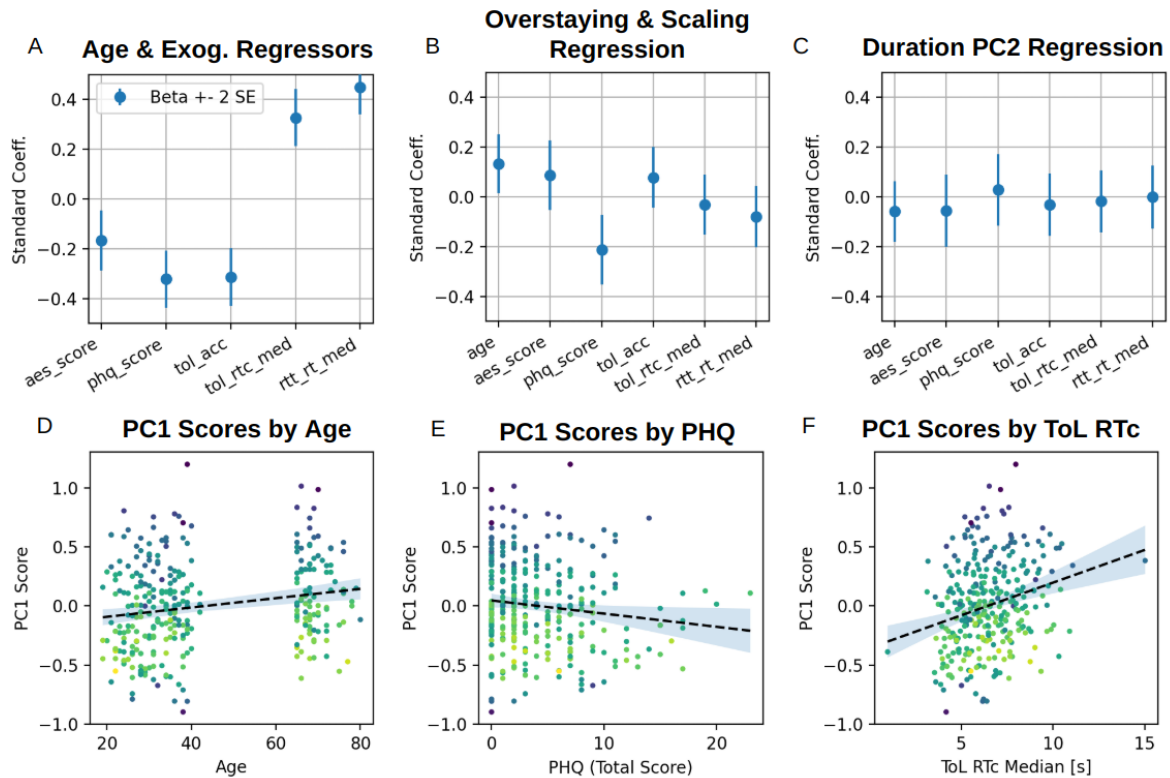 A Age & Exog. Regressors
B Overstaying & Scaling
Regression
C Duration PC2 Regression
Standard Coeff.
0.4
0.2
0.0
−0.2
−0.4
Beta +- 2 SE
aes_score
phq_score
tol_acc
tol_rtc_med
rtt_rt_med
Standard Coeff.
0.4
0.2
0.0
−0.2
−0.4
age
aes_score
phq_score
tol_acc
tol_rtc_med
rtt_rt_med
Standard Coeff.
0.4
0.2
0.0
−0.2
−0.4
age
aes_score
phq_score
tol_acc
tol_rtc_med
rtt_rt_med
D PC1 Scores by Age
PC1 Score
1.0
0.5
0.0
−0.5
−1.0
20 40 60 80
Age
E PC1 Scores by PHQ
PC1 Score
1.0
0.5
0.0
−0.5
−1.0
0 10 20
PHQ (Total Score)
F PC1 Scores by ToL RTc
PC1 Score
1.0
0.5
0.0
−0.5
−1.0
5 10 15
ToL RTc Median [s]